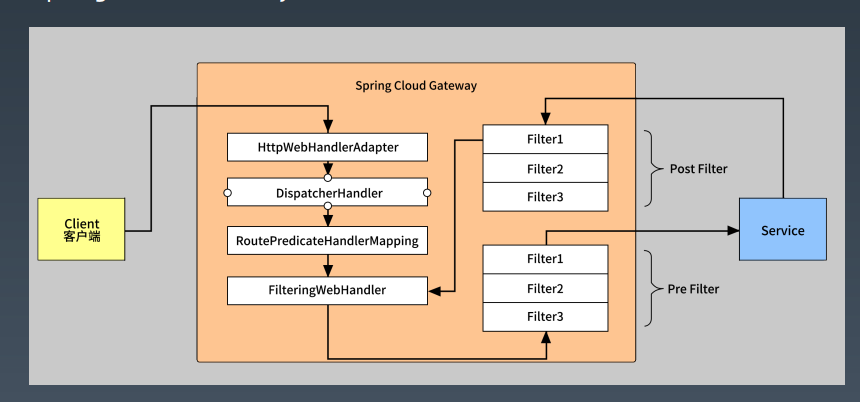 Spring Cloud Gateway
HttpWebHandlerAdapter
DispatcherHandler
RoutePredicateHandlerMapping
FilteringWebHandler
Client
客户端
Filter1
Filter2
Filter3
Post Filter
Filter1
Filter2
Filter3
Pre Filter
Service